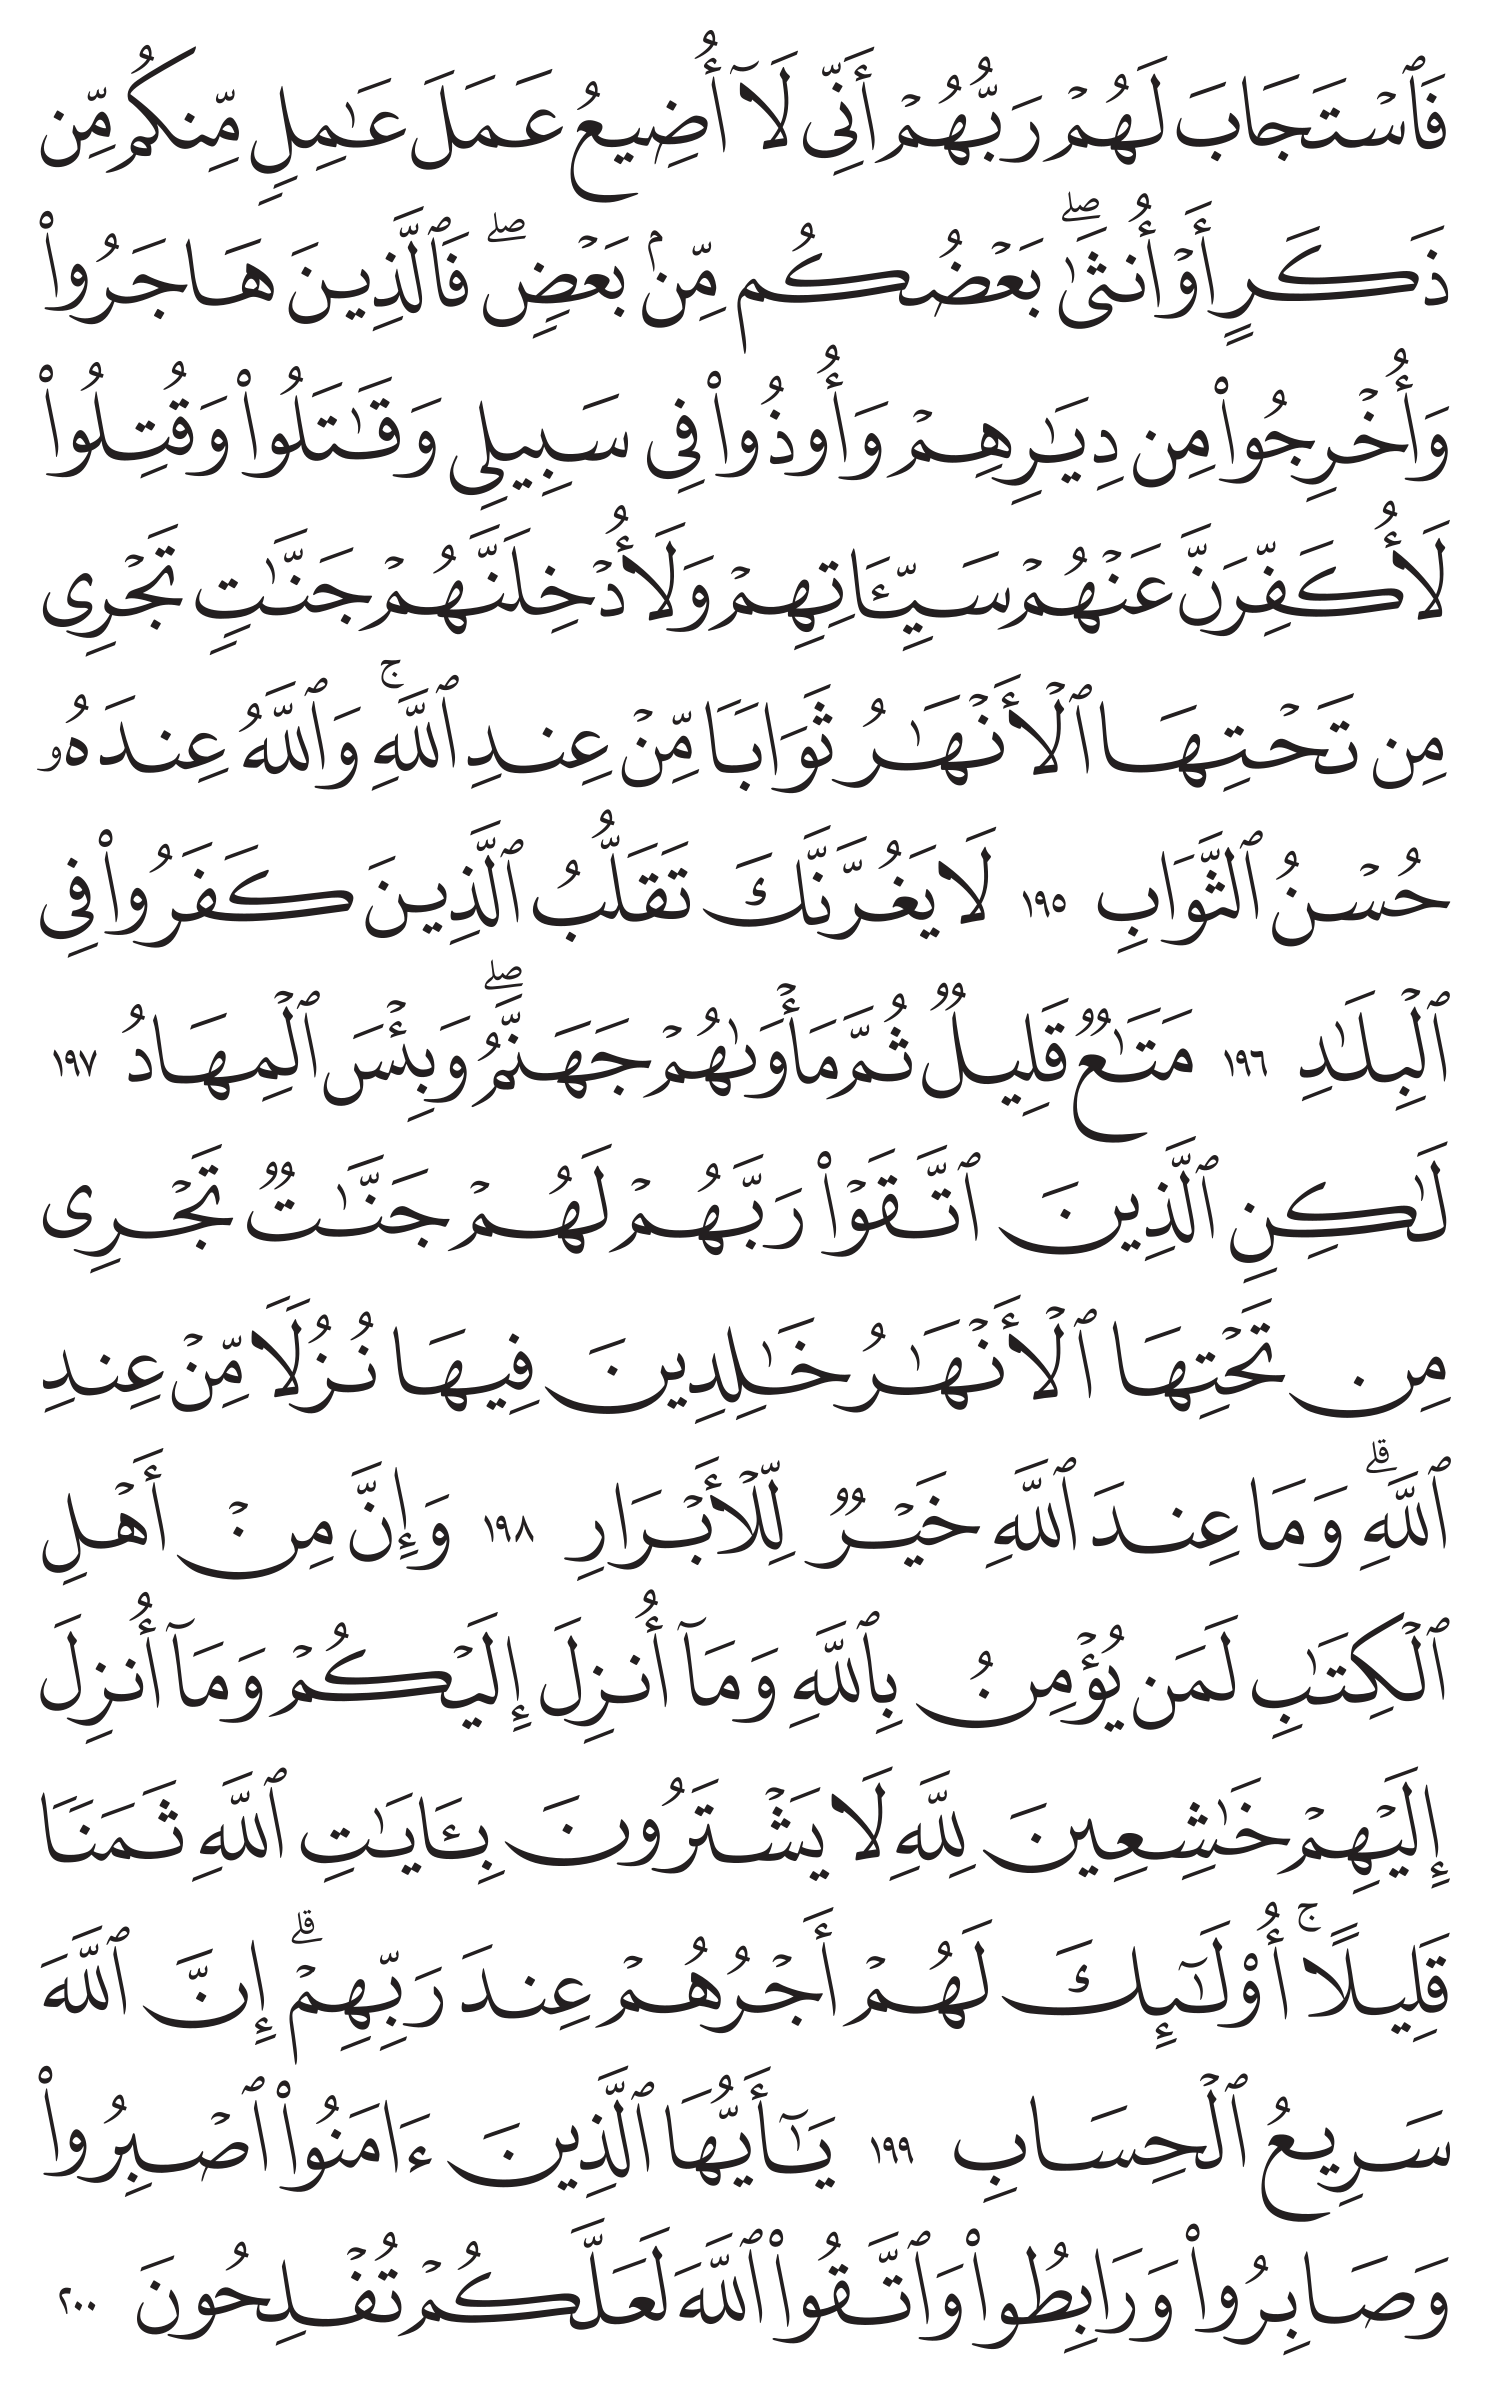 فَٱسۡتَجَابَ لَهُمۡ رَبُّهُمۡ أَنِّي لَآ أُضِيعُ عَمَلَ عَٰمِلٖ مِّنكُم مِّن
ذَكَرٍ أَوۡ أُنثَىٰۖ بَعۡضُكُم مِّنۢ بَعۡضٖۖ فَٱلَّذِينَ هَاجَرُواْ
وَأُخۡرِجُواْ مِن دِيَٰرِهِمۡ وَأُوذُواْ فِي سَبِيلِي وَقَٰتَلُواْ وَقُتِلُواْ
لَأُكَفِّرَنَّ عَنۡهُمۡ سَيِّـَٔاتِهِمۡ وَلَأُدۡخِلَنَّهُمۡ جَنَّٰتٖ تَجۡرِي
مِن تَحۡتِهَا ٱلۡأَنۡهَٰرُ ثَوَابٗا مِّنۡ عِندِ ٱللَّهِۚ وَٱللَّهُ عِندَهُۥ
حُسۡنُ ٱلثَّوَابِ ١٩٥ لَا يَغُرَّنَّكَ تَقَلُّبُ ٱلَّذِينَ كَفَرُواْ فِي
ٱلۡبِلَٰدِ ١٩٦ مَتَٰعٞ قَلِيلٞ ثُمَّ مَأۡوَىٰهُمۡ جَهَنَّمُۖ وَبِئۡسَ ٱلۡمِهَادُ ١٩٧
لَٰكِنِ ٱلَّذِينَ ٱتَّقَوۡاْ رَبَّهُمۡ لَهُمۡ جَنَّٰتٞ تَجۡرِي
مِن تَحۡتِهَا ٱلۡأَنۡهَٰرُ خَٰلِدِينَ فِيهَا نُزُلٗا مِّنۡ عِندِ
ٱللَّهِۗ وَمَا عِندَ ٱللَّهِ خَيۡرٞ لِّلۡأَبۡرَارِ ١٩٨ وَإِنَّ مِنۡ أَهۡلِ
ٱلۡكِتَٰبِ لَمَن يُؤۡمِنُ بِٱللَّهِ وَمَآ أُنزِلَ إِلَيۡكُمۡ وَمَآ أُنزِلَ
إِلَيۡهِمۡ خَٰشِعِينَ لِلَّهِ لَا يَشۡتَرُونَ بِـَٔايَٰتِ ٱللَّهِ ثَمَنٗا
قَلِيلًاۚ أُوْلَٰٓئِكَ لَهُمۡ أَجۡرُهُمۡ عِندَ رَبِّهِمۡۗ إِنَّ ٱللَّهَ
سَرِيعُ ٱلۡحِسَابِ ١٩٩ يَٰٓأَيُّهَا ٱلَّذِينَ ءَامَنُواْ ٱصۡبِرُواْ
وَصَابِرُواْ وَرَابِطُواْ وَٱتَّقُواْ ٱللَّهَ لَعَلَّكُمۡ تُفۡلِحُونَ ٢٠٠